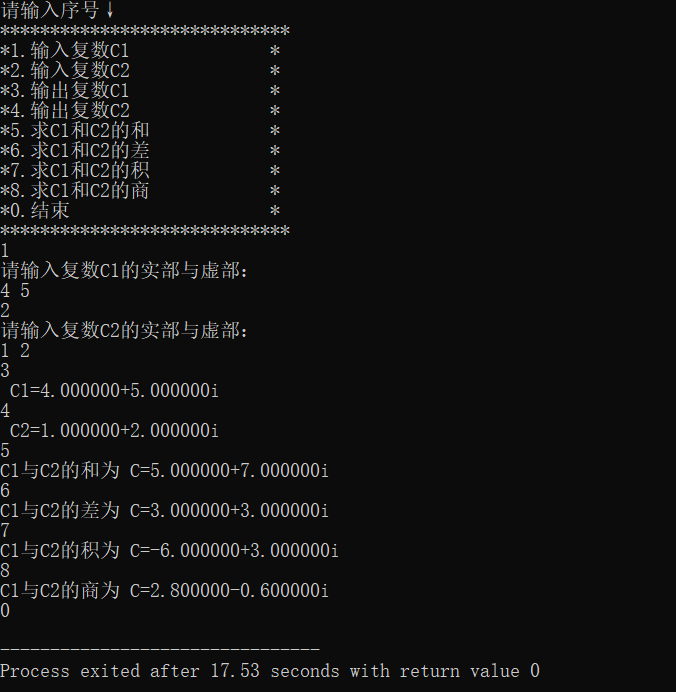 请输入序号↓
*****************************
*1.输入复数C1              *
*2.输入复数C2              *
*3.输出复数C1              *
*4.输出复数C2              *
*5.求C1和C2的和            *
*6.求C1和C2的差            *
*7.求C1和C2的积            *
*8.求C1和C2的商            *
*0.结束                    *
*****************************
1
请输入复数C1的实部与虚部：
4 5
2
请输入复数C2的实部与虚部：
1 2
3
 C1=4.000000+5.000000i
4
 C2=1.000000+2.000000i
5
C1与C2的和为 C=5.000000+7.000000i
6
C1与C2的差为 C=3.000000+3.000000i
7
C1与C2的积为 C=-6.000000+3.000000i
8
C1与C2的商为 C=2.800000-0.600000i
0

--------------------------------
Process exited after 17.53 seconds with return value 0